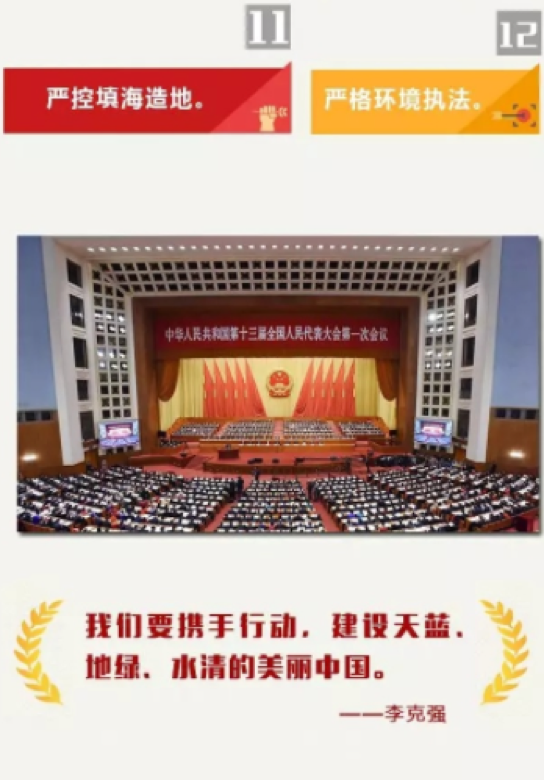 11
12
严控填海造地。
严格环境执法。
中华人民共和国第十三届全国人民代表大会第一次会议
我们要携手行动，建设天蓝、
地绿、水清的美丽中国。
——李克强